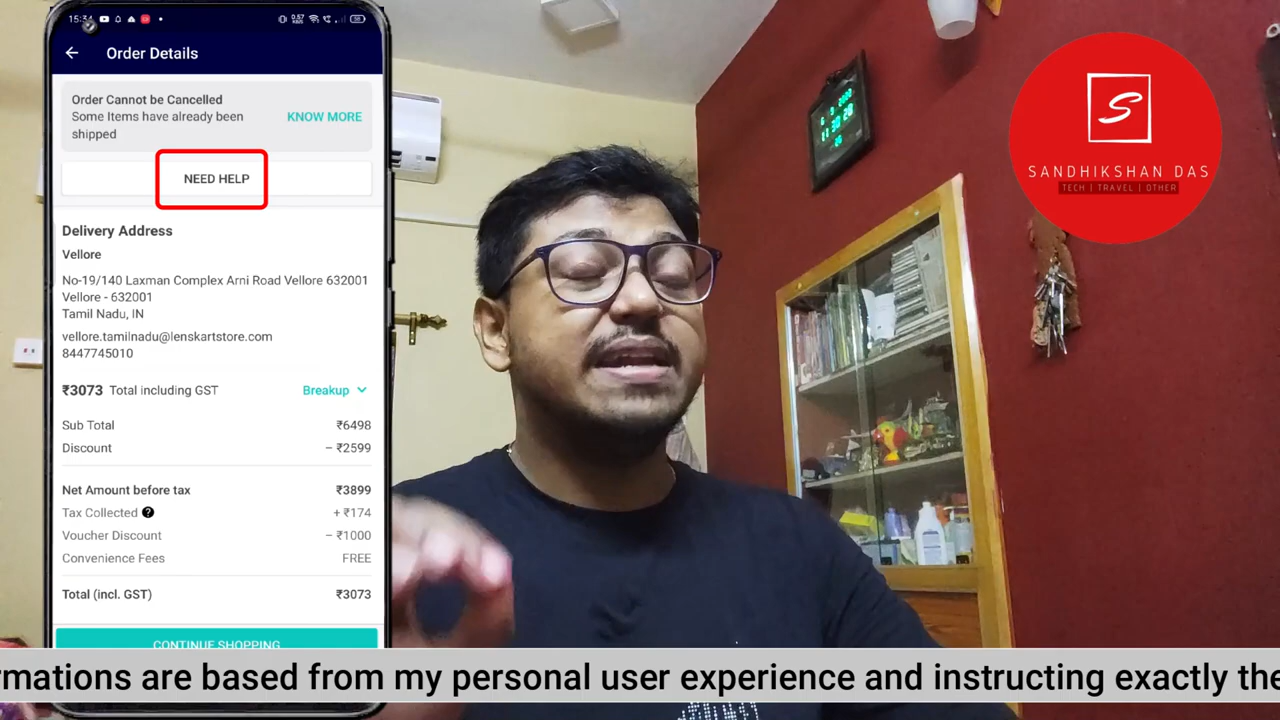 15:34
0.57
KB/S
58
Order Details
Order Cannot be Cancelled
Some Items have already been
shipped
KNOW MORE
NEED HELP
Delivery Address
Vellore
No-19/140 Laxman Complex Arni Road Vellore 632001
Vellore - 632001
Tamil Nadu, IN
vellore.tamilnadu@lenskartstore.com
8447745010
₹3073 Total including GST Breakup
Sub Total ₹6498
Discount – ₹2599
Net Amount before tax ₹3899
Tax Collected ? + ₹174
Voucher Discount – ₹1000
Convenience Fees FREE
Total (incl. GST) ₹3073
CONTINUE SHOPPING
S
SANDHIKSHAN DAS
TECH | TRAVEL | OTHER
rmations are based from my personal user experience and instructing exactly the